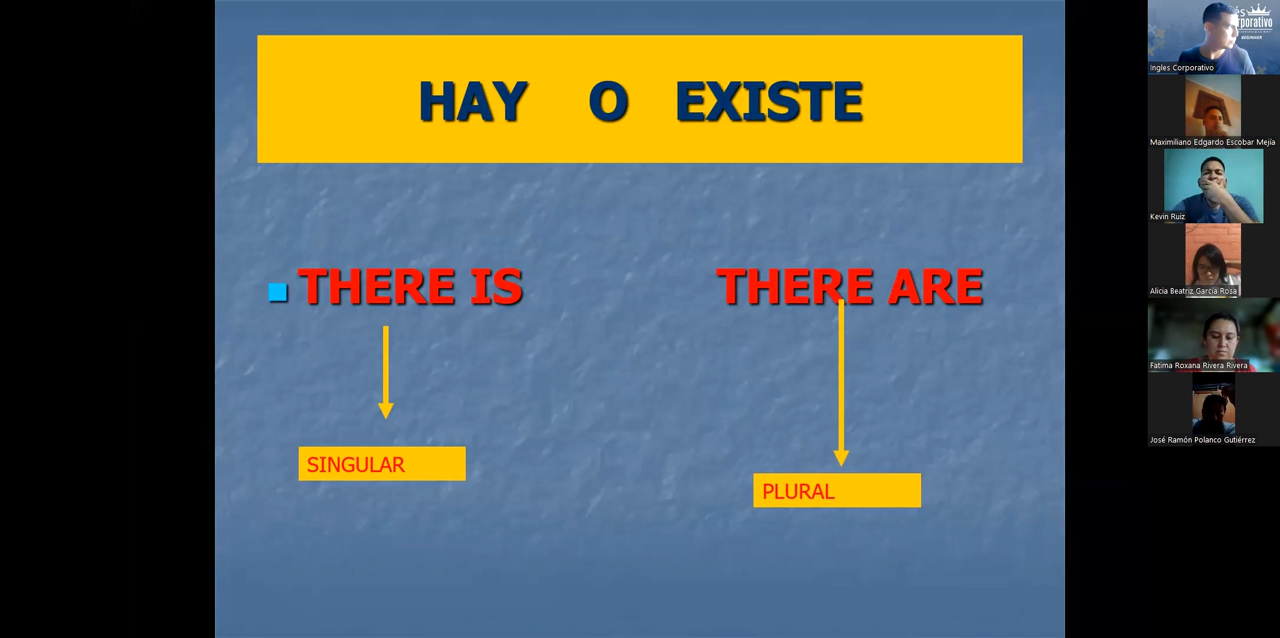 HAY O EXISTE
THERE IS
THERE ARE
SINGULAR
PLURAL
Ingles Corporativo
Maximiliano Edgardo Escobar Mejía
Kevin Ruiz
Alicia Beatriz García Rosa
Fatima Roxana Rivera Rivera
José Ramón Polanco Gutiérrez